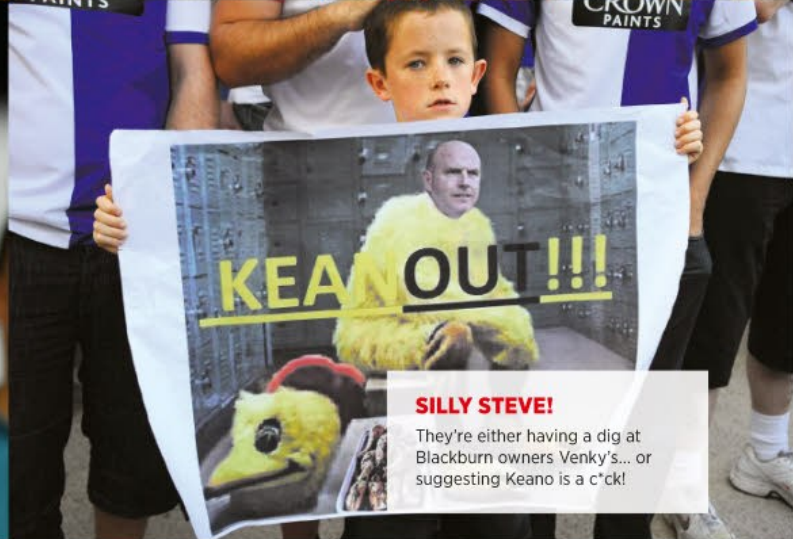 PAINTS
CROWN
PAINTS
KEANOUT!!!
SILLY STEVE!
They're either having a dig at
Blackburn owners Venky's... or
suggesting Keano is a c*ck!